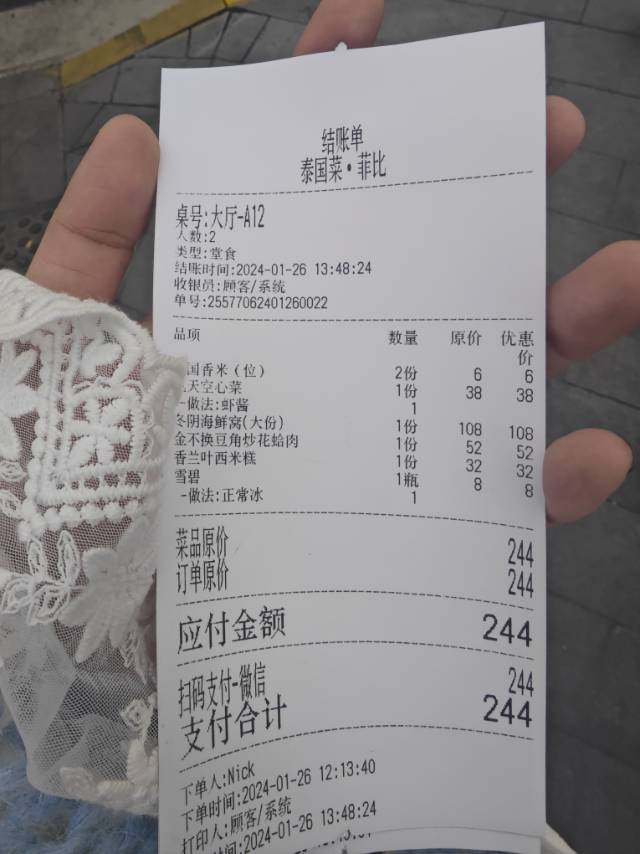 结账单
泰国菜•菲比
桌号:大厅-A12
人数:2
类型:堂食
结账时间:2024-01-26 13:48:24
收银员:顾客/系统
单号:25577062401260022
品项 数量 原价 优惠价
国香米(位) 2份 6 6
天空心菜 1份 38 38
-做法:虾酱 1
冬阴海鲜窝(大份) 1份 108 108
金不换豆角炒花蛤肉 1份 52 52
香兰叶西米糕 1份 32 32
雪碧 1瓶 8 8
-做法:正常冰 1
菜品原价 244
订单原价 244
应付金额 244
扫码支付-微信 244
支付合计 244
下单人:Nick
下单时间:2024-01-26 12:13:40
打印人:顾客/系统
2024-01-26 13:48:24